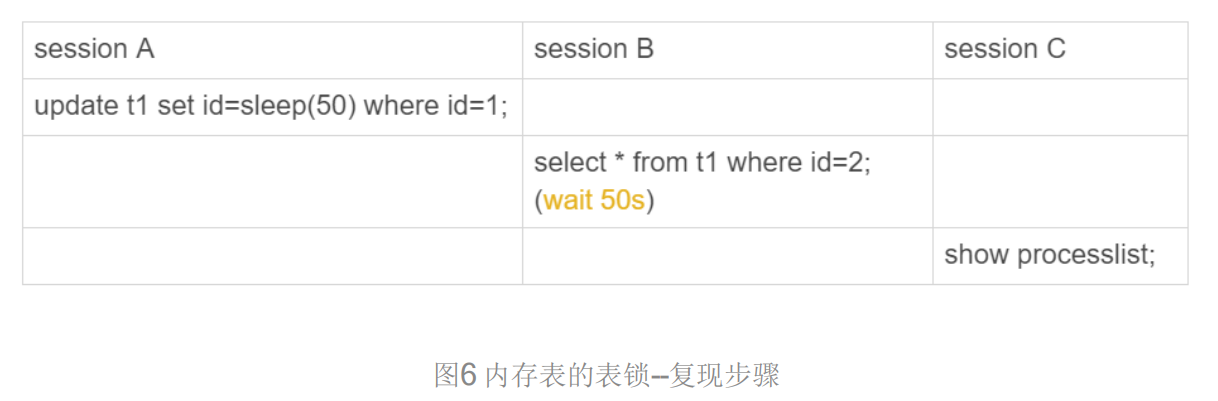 session A
session B
session C
update t1 set id=sleep(50) where id=1;
select * from t1 where id=2;
(wait 50s)
show processlist;
图6 内存表的表锁--复现步骤